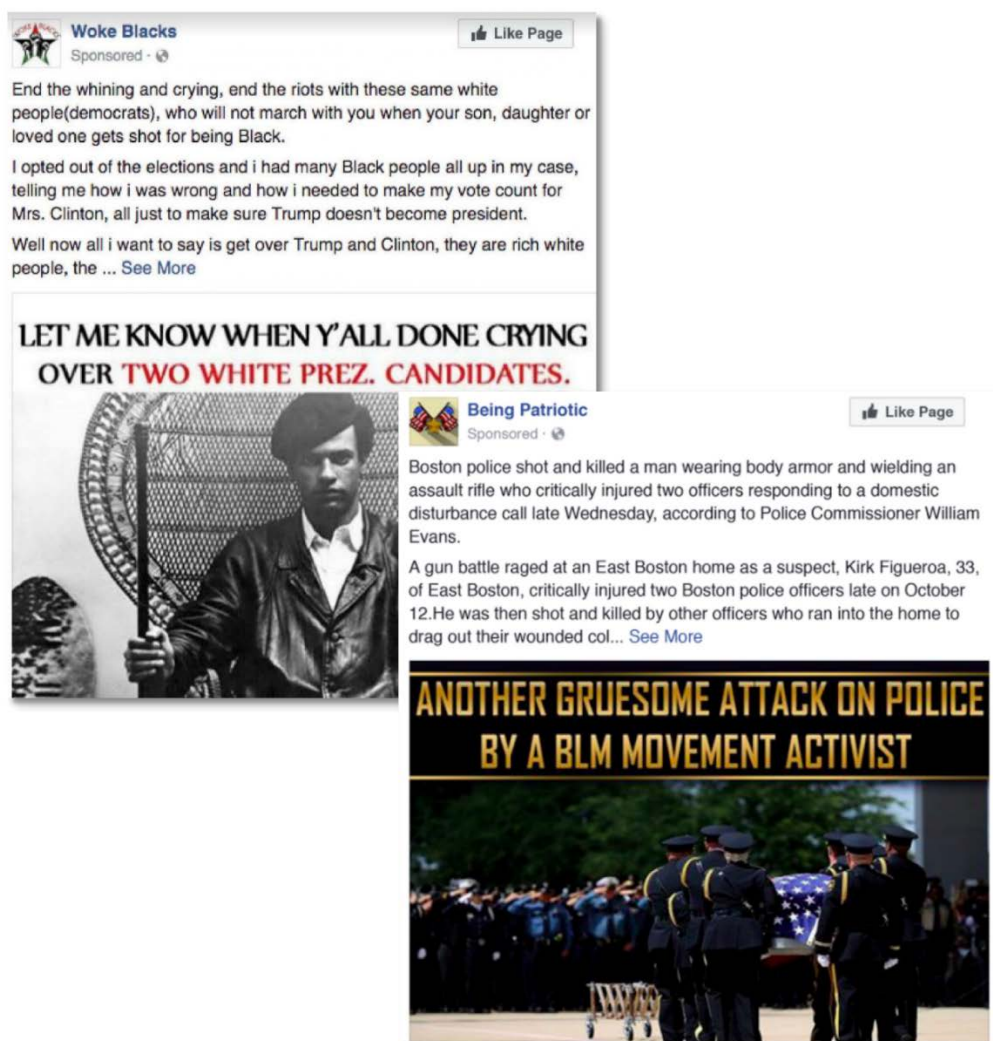 Woke Blacks
Like Page
Sponsored ·
End the whining and crying, end the riots with these same white
people(democrats), who will not march with you when your son, daughter or
loved one gets shot for being Black.
I opted out of the elections and i had many Black people all up in my case,
telling me how i was wrong and how i needed to make my vote count for
Mrs. Clinton, all just to make sure Trump doesn't become president.
Well now all i want to say is get over Trump and Clinton, they are rich white
people, the ... See More
LET ME KNOW WHEN Y'ALL DONE CRYING
OVER TWO WHITE PREZ. CANDIDATES.
Being Patriotic
Like Page
Sponsored ·
Boston police shot and killed a man wearing body armor and wielding an
assault rifle who critically injured two officers responding to a domestic
disturbance call late Wednesday, according to Police Commissioner William
Evans.
A gun battle raged at an East Boston home as a suspect, Kirk Figueroa, 33,
of East Boston, critically injured two Boston police officers late on October
12.He was then shot and killed by other officers who ran into the home to
drag out their wounded col... See More
ANOTHER GRUESOME ATTACK ON POLICE
BY A BLM MOVEMENT ACTIVIST